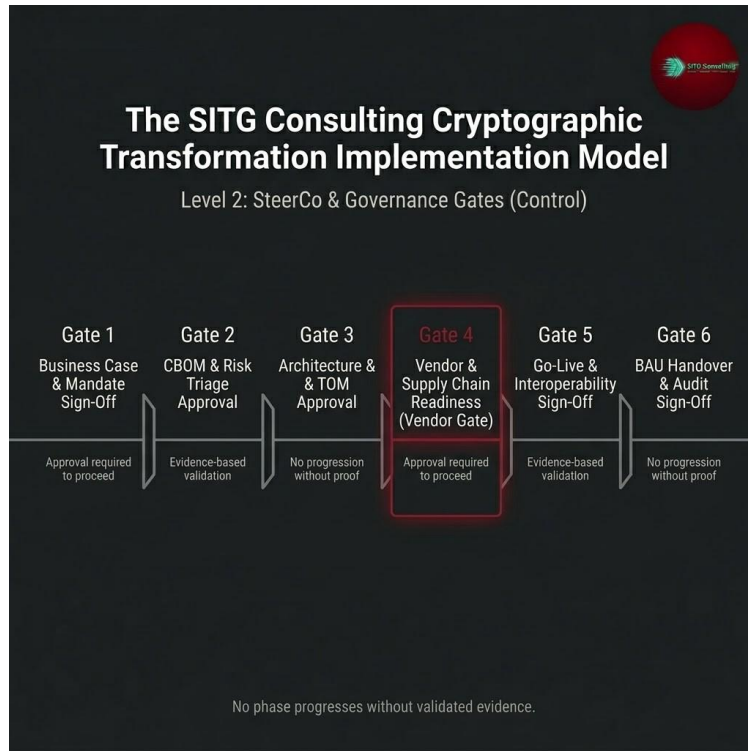 SITG Something
The SITG Consulting Cryptographic
Transformation Implementation Model
Level 2: SteerCo & Governance Gates (Control)
Gate 1
Business Case
& Mandate
Sign-Off
Approval required
to proceed
Gate 2
CBOM & Risk
Triage
Approval
Evidence-based
validation
Gate 3
Architecture &
& TOM
Approval
No progression
without proof
Gate 4
Vendor &
Supply Chain
Readiness
(Vendor Gate)
Approval required
to proceed
Gate 5
Go-Live &
Interoperability
Sign-Off
Evidence-based
validation
Gate 6
BAU Handover
& Audit
Sign-Off
No progression
without proof
No phase progresses without validated evidence.